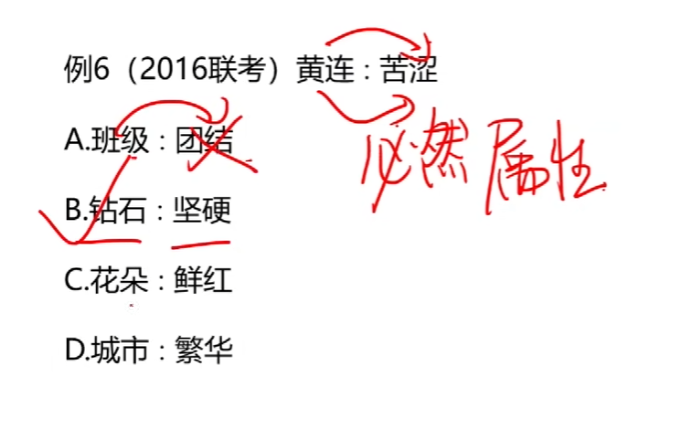 例6（2016联考）黄连：苦涩
必然属性
A.班级：团结
B.钻石：坚硬
C.花朵：鲜红
D.城市：繁华